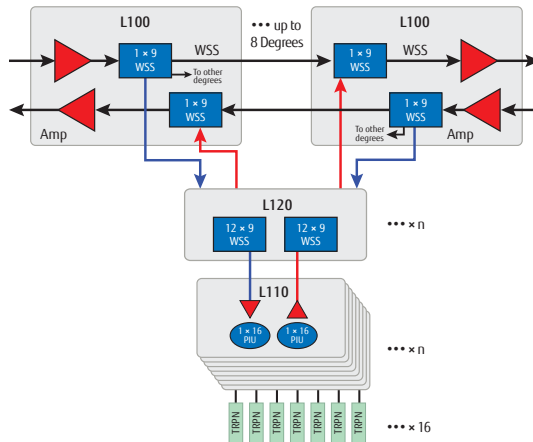 L100
1 × 9
WSS
WSS
To other
degrees
1 × 9
WSS
Amp
••• up to
8 Degrees
L100
1 × 9
WSS
WSS
1 × 9
WSS
To other
degrees
Amp
L120
12 × 9
WSS
12 × 9
WSS
••• × n
L110
1 × 16
PIU
1 × 16
PIU
••• × n
TRPN
TRPN
TRPN
TRPN
TRPN
TRPN
TRPN
••• × 16